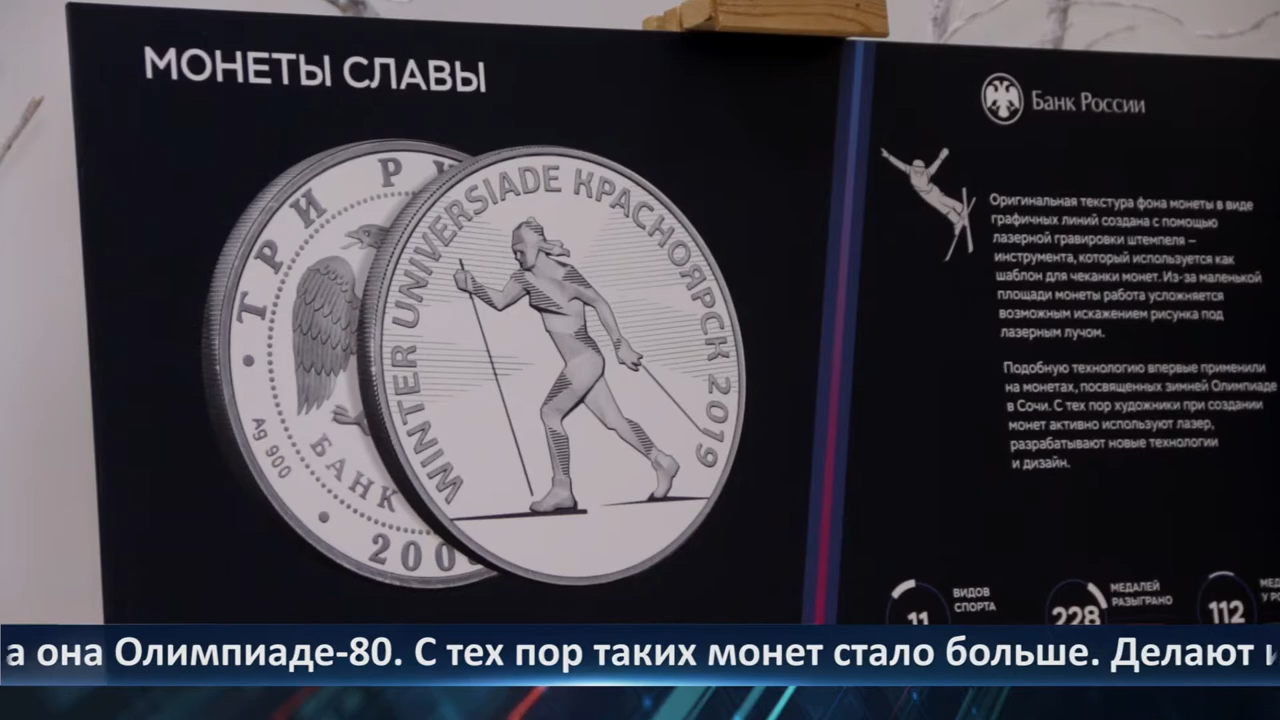 МОНЕТЫ СЛАВЫ
ТРИ Р
Ag 900
БАНК
200
WINTER UNIVERSIADE КРАСНОЯРСК 2019
Банк России
Оригинальная текстура фона монеты в виде
графичных линий создана с помощью
лазерной гравировки штемпеля –
инструмента, который используется как
шаблон для чеканки монет. Из-за маленькой
площади монеты работа усложняется
возможным искажением рисунка под
лазерным лучом.
Подобную технологию впервые применили
на монетах, посвященных зимней Олимпиаде
в Сочи. С тех пор художники при создании
монет активно используют лазер,
разрабатывают новые технологии
и дизайн.
11
ВИДОВ
СПОРТА
228
МЕДАЛЕЙ
РАЗЫГРАНО
112
МЕД
У РО
а она Олимпиаде-80. С тех пор таких монет стало больше. Делают